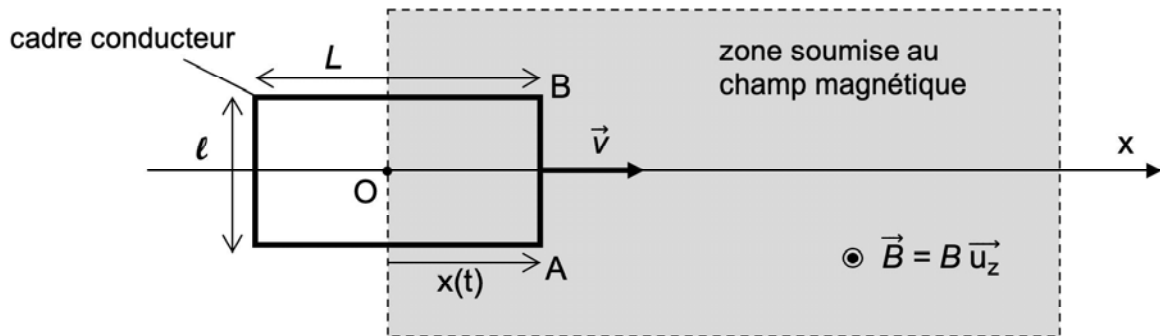 cadre conducteur
zone soumise au
champ magnétique
L
B
ℓ
v⃗
x
O
A
x(t)
B⃗ = B u⃗z